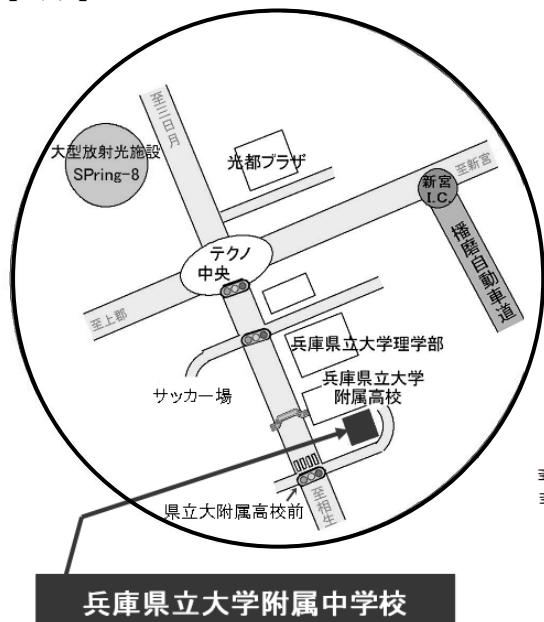 至三日月
大型放射光施設
SPring-8
光都プラザ
至新宮
新宮
I.C.
播磨自動車道
テクノ
中央
至上郡
兵庫県立大学理学部
兵庫県立大学
附属高校
サッカー場
県立大附属高校前
至相生
兵庫県立大学附属中学校